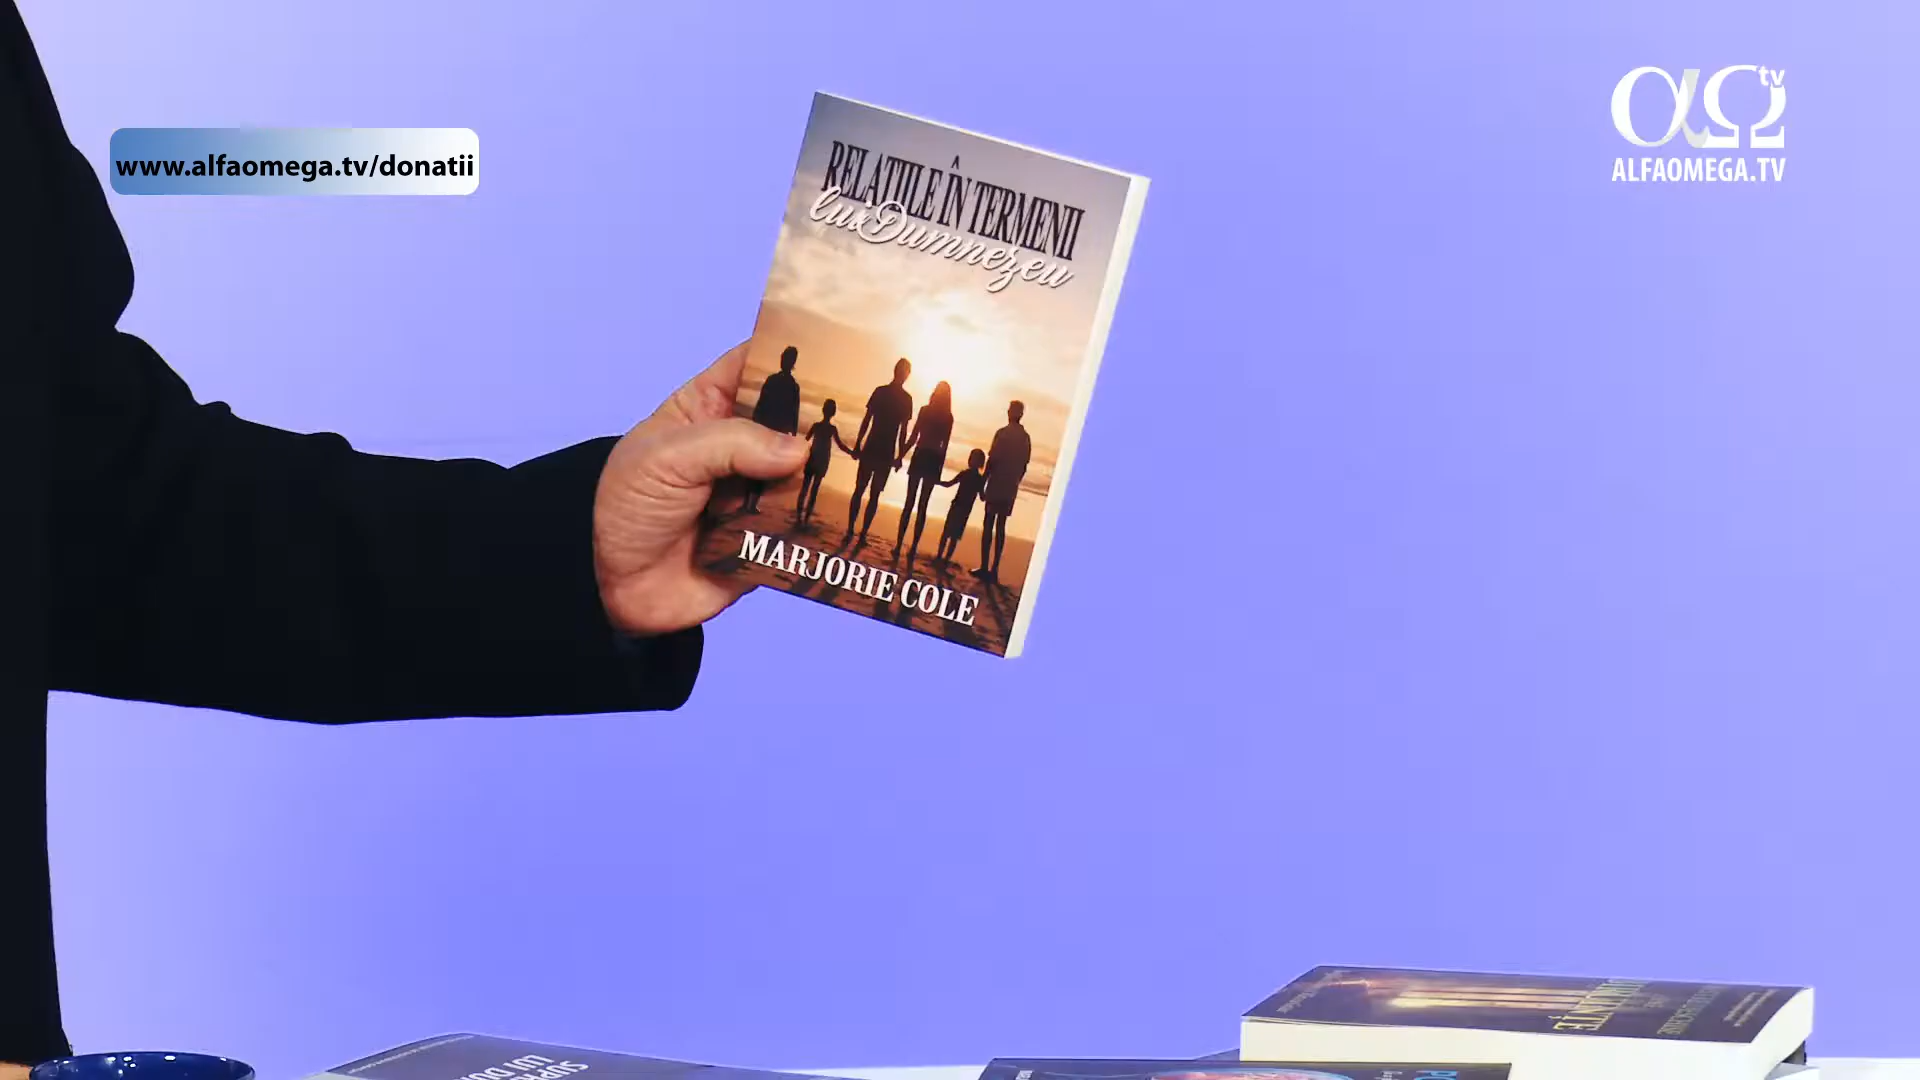 www.alfaomega.tv/donatii
αΩ tv
ALFAOMEGA.TV
RELAȚIILE ÎN TERMENII
lui Dumnezeu
MARJORIE COLE